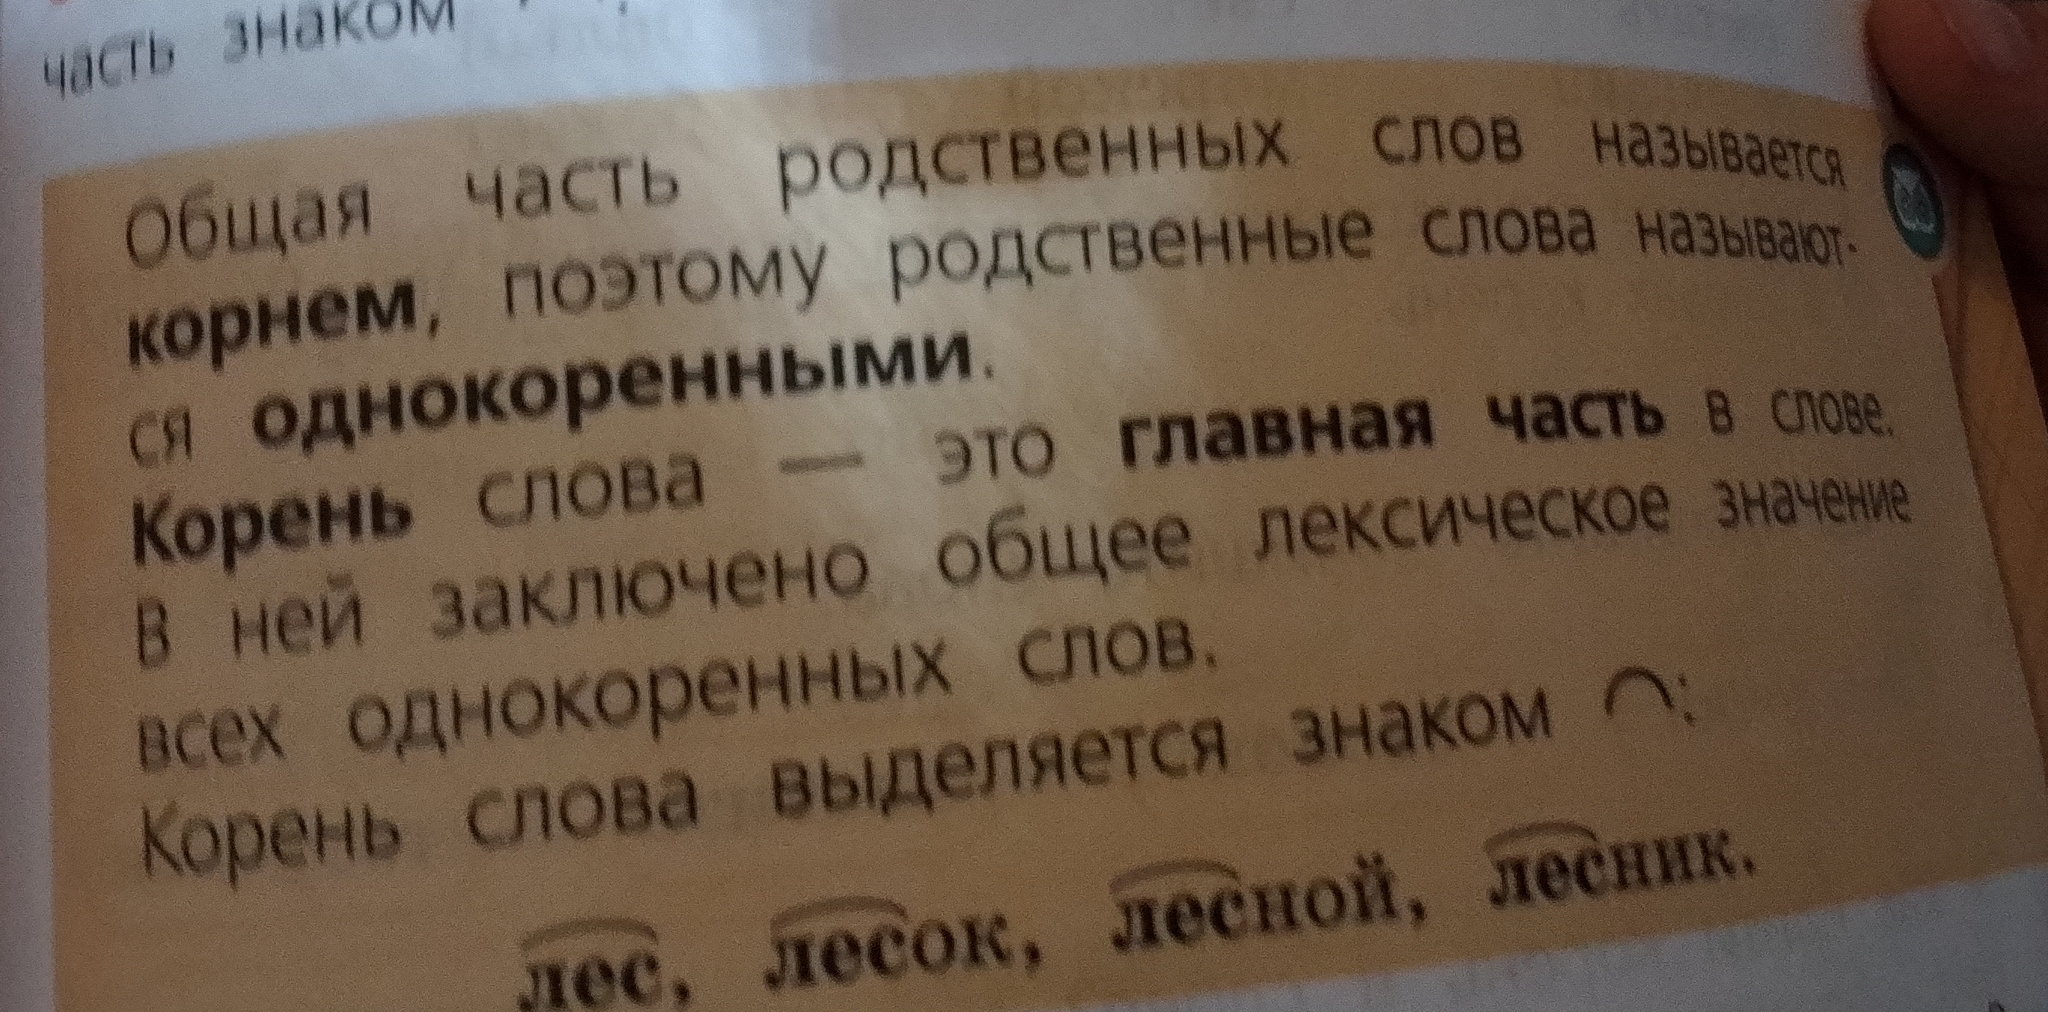 часть знаком
Общая часть родственных слов называется
корнем, поэтому родственные слова называют-
ся однокоренными.
Корень слова — это главная часть в слове.
В ней заключено общее лексическое значение
всех однокоренных слов.
Корень слова выделяется знаком ⌒:
лес, лесок, лесной, лесник.